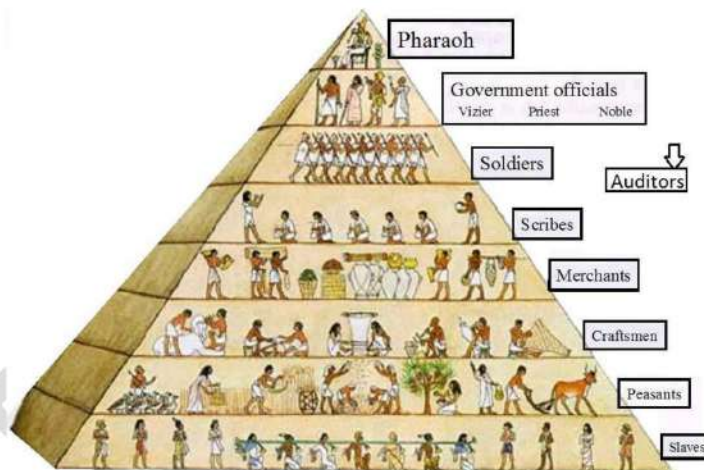 Pharaoh
Government officials
Vizier Priest Noble
Soldiers
Auditors
Scribes
Merchants
Craftsmen
Peasants
Slaves